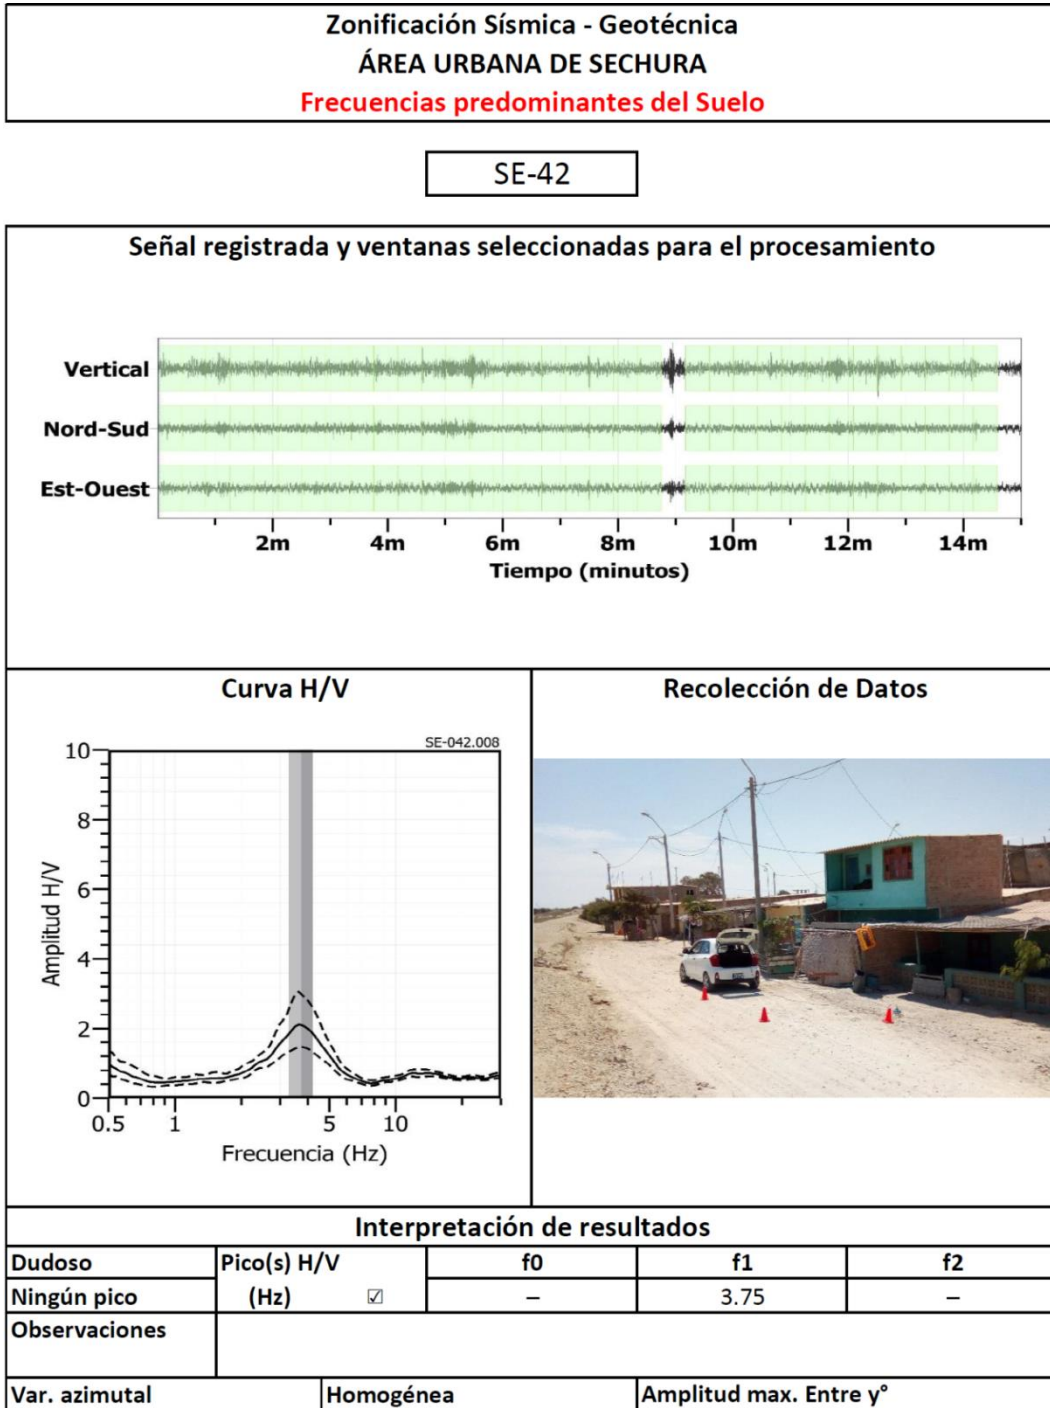 Zonificación Sísmica - Geotécnica
ÁREA URBANA DE SECHURA
Frecuencias predominantes del Suelo
SE-42
Señal registrada y ventanas seleccionadas para el procesamiento
Vertical
Nord-Sud
Est-Ouest
2m 4m 6m 8m 10m 12m 14m
Tiempo (minutos)
Curva H/V
SE-042.008
10
8
6
4
2
0
Amplitud H/V
0.5 1 5 10
Frecuencia (Hz)
Recolección de Datos
Interpretación de resultados
Dudoso Pico(s) H/V f0 f1 f2
Ningún pico (Hz) ☑ – 3.75 –
Observaciones
Var. azimutal Homogénea Amplitud max. Entre y°